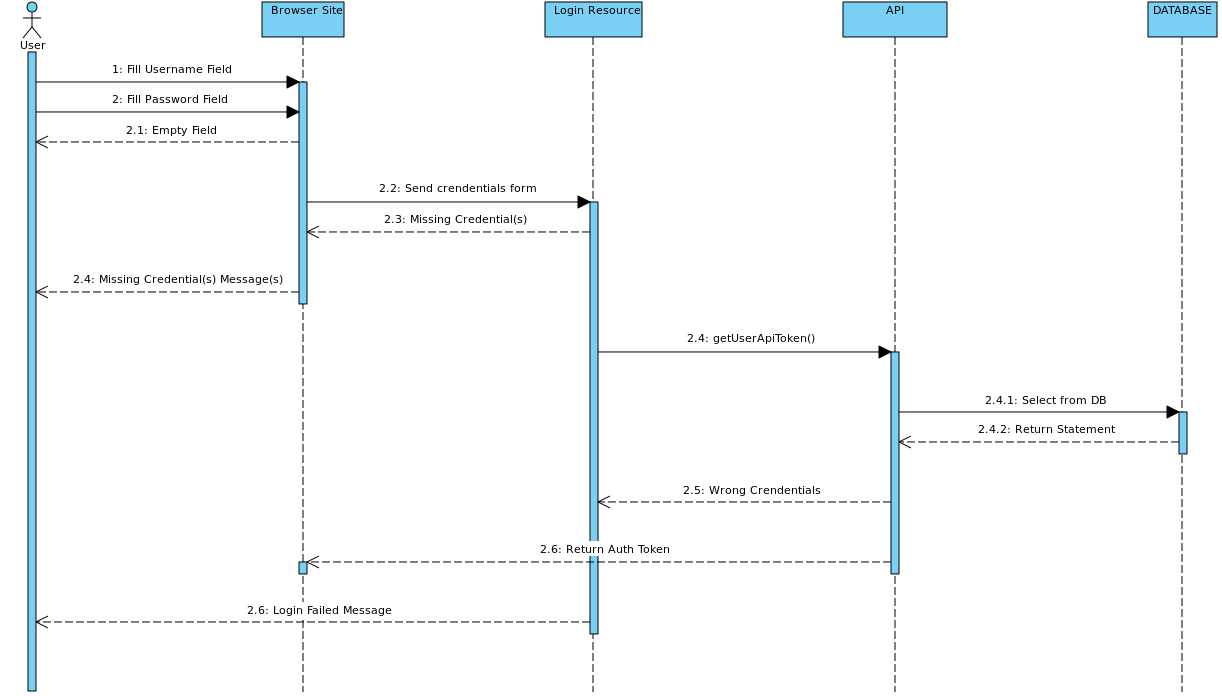 Browser Site
Login Resource
API
DATABASE
User
1: Fill Username Field
2: Fill Password Field
2.1: Empty Field
2.2: Send crendentials form
2.3: Missing Credential(s)
2.4: Missing Credential(s) Message(s)
2.4: getUserApiToken()
2.4.1: Select from DB
2.4.2: Return Statement
2.5: Wrong Crendentials
2.6: Return Auth Token
2.6: Login Failed Message